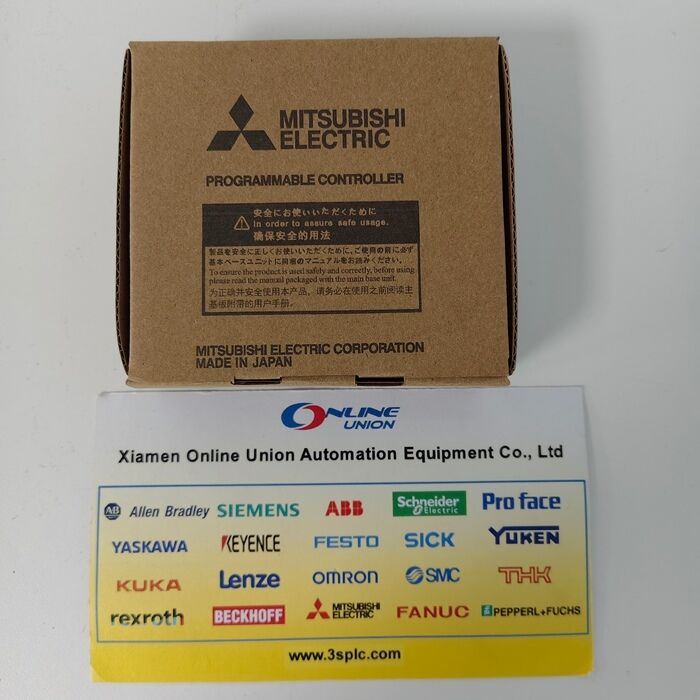 MITSUBISHI
ELECTRIC
PROGRAMMABLE CONTROLLER
安全にお使いいただくために
In order to assure safe usage.
确保安全的用法
製品を安全に正しくお使いいただくために、ご使用の前に必ず
基本ベースユニットに同梱のマニュアルをお読みください。
To ensure the product is used safely and correctly, before using
please read the manual packaged with the main base unit.
为正确并安全使用本产品，请务必在使用之前阅读主
基板附带的用户手册。
MITSUBISHI ELECTRIC CORPORATION
MADE IN JAPAN
ONLINE
UNION
Xiamen Online Union Automation Equipment Co., Ltd
AB Allen Bradley SIEMENS ABB Schneider Electric Pro face
YASKAWA KEYENCE FESTO SICK YUKEN
KUKA Lenze OMRON SMC THK
rexroth BECKHOFF MITSUBISHI ELECTRIC FANUC PEPPERL+FUCHS
www.3splc.com